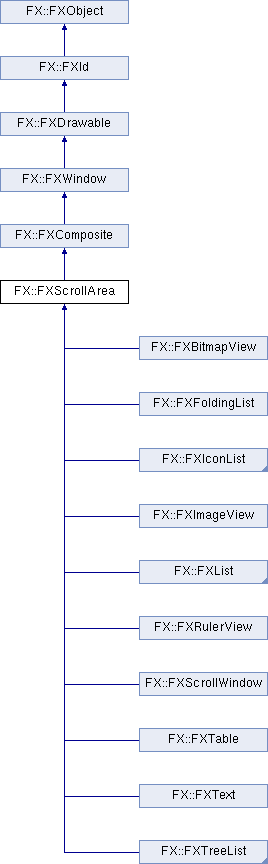 FX::FXObject
FX::FXId
FX::FXDrawable
FX::FXWindow
FX::FXComposite
FX::FXScrollArea
FX::FXBitmapView
FX::FXFoldingList
FX::FXIconList
FX::FXImageView
FX::FXList
FX::FXRulerView
FX::FXScrollWindow
FX::FXTable
FX::FXText
FX::FXTreeList